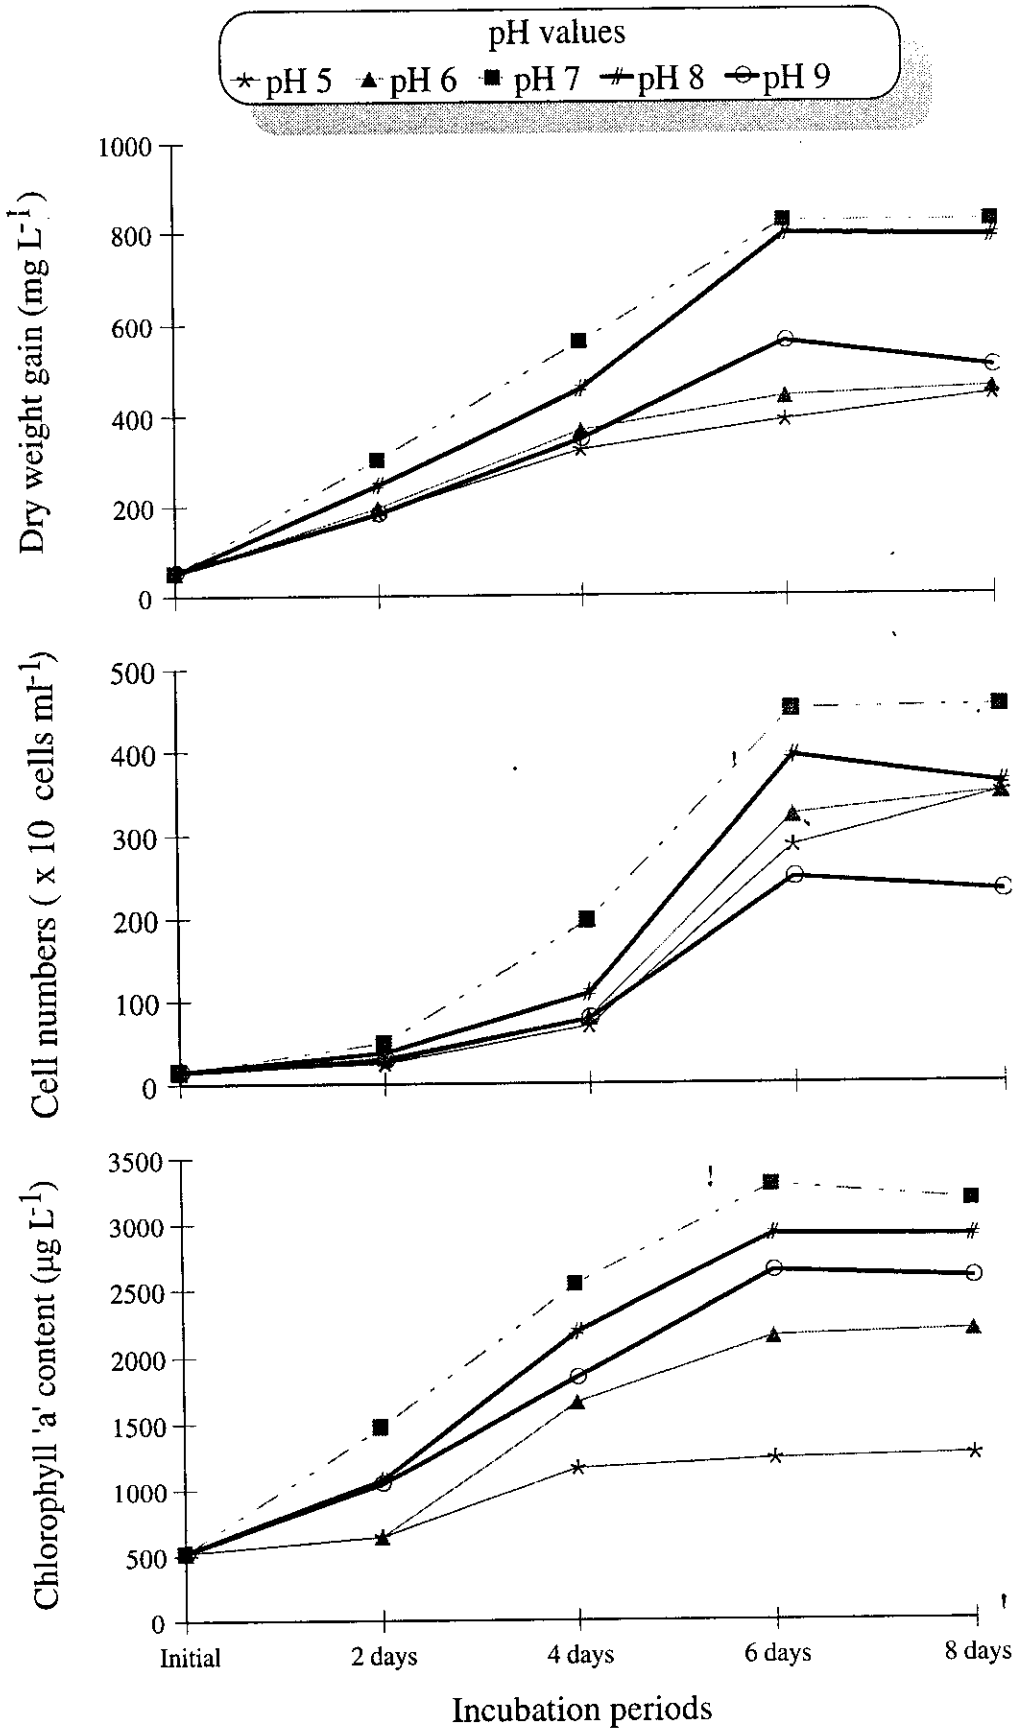 pH values
pH 5 pH 6 pH 7 pH 8 pH 9
Dry weight gain (mg L-1)
1000
800
600
400
200
0
Cell numbers ( x 10 cells ml-1)
500
400
300
200
100
0
Chlorophyll 'a' content (µg L-1)
3500
3000
2500
2000
1500
1000
500
0
Initial 2 days 4 days 6 days 8 days
Incubation periods